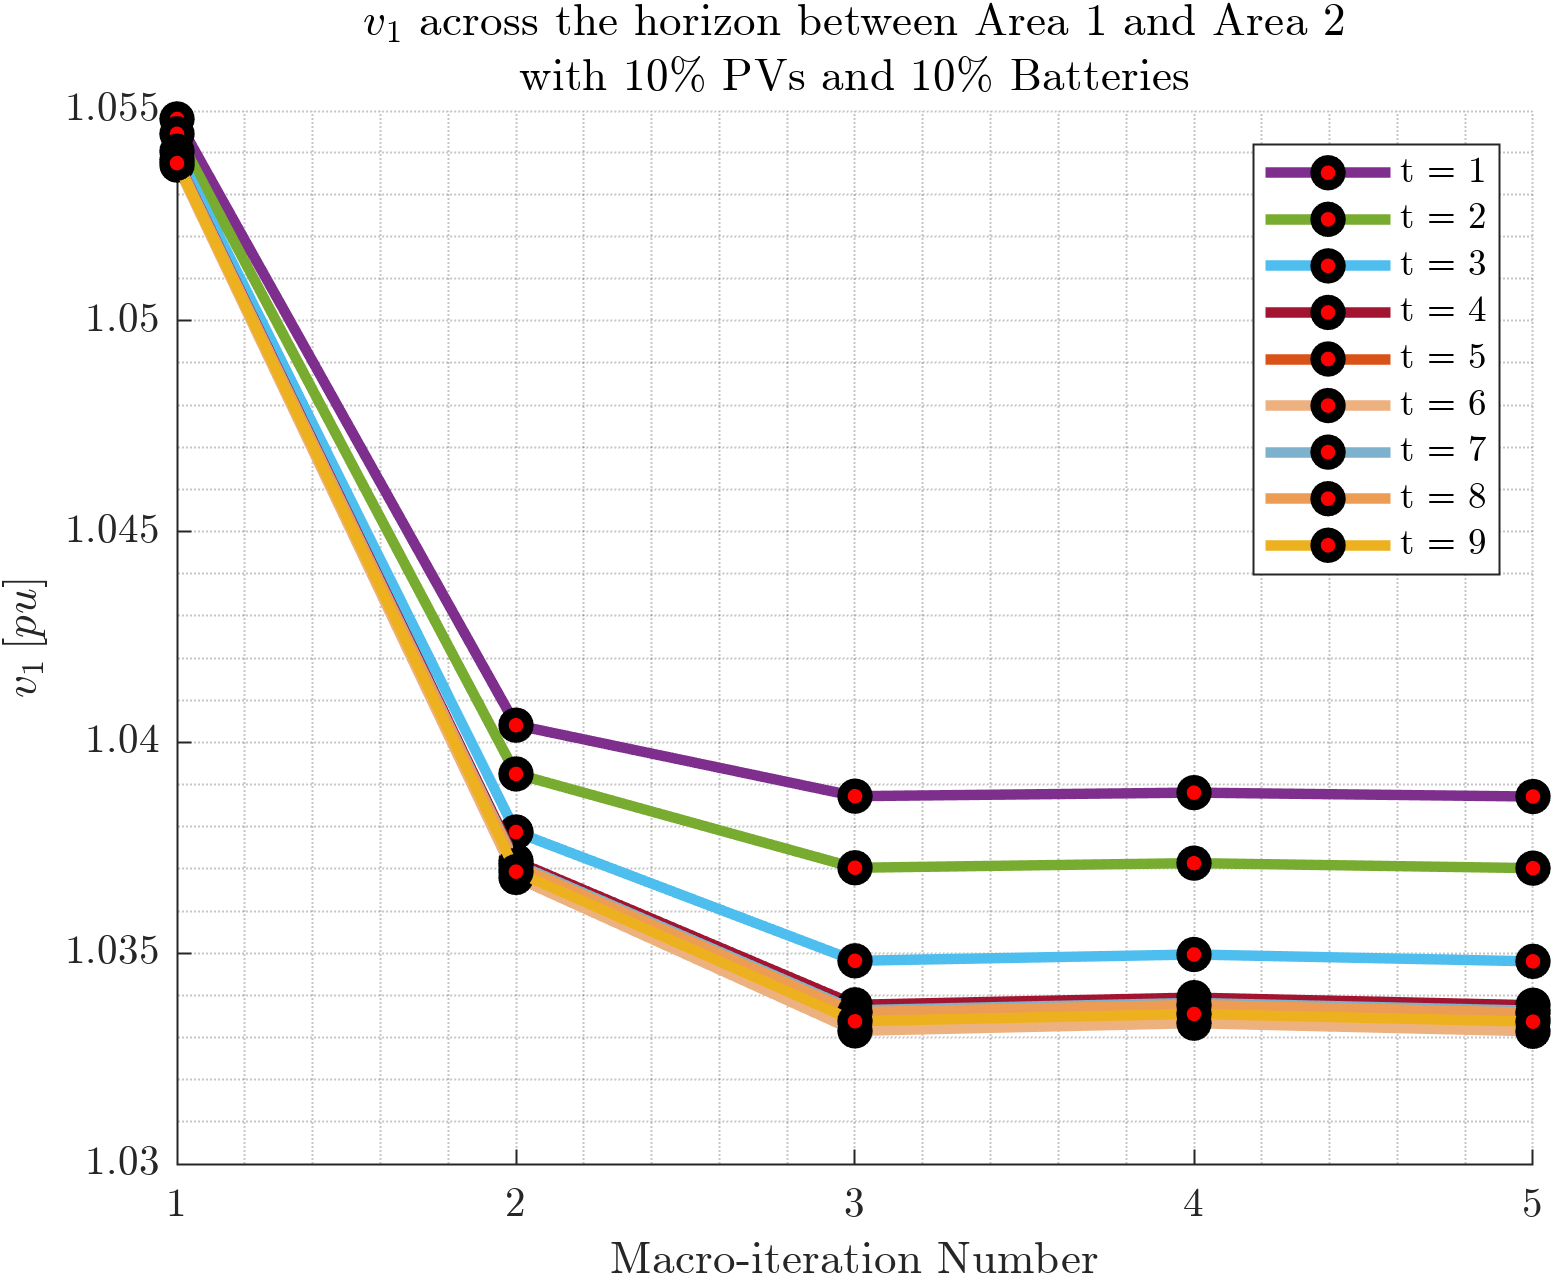 v₁ across the horizon between Area 1 and Area 2
with 10% PVs and 10% Batteries
1.055
1.05
1.045
1.04
1.035
1.03
v₁ [pu]
t = 1
t = 2
t = 3
t = 4
t = 5
t = 6
t = 7
t = 8
t = 9
1 2 3 4 5
Macro-iteration Number